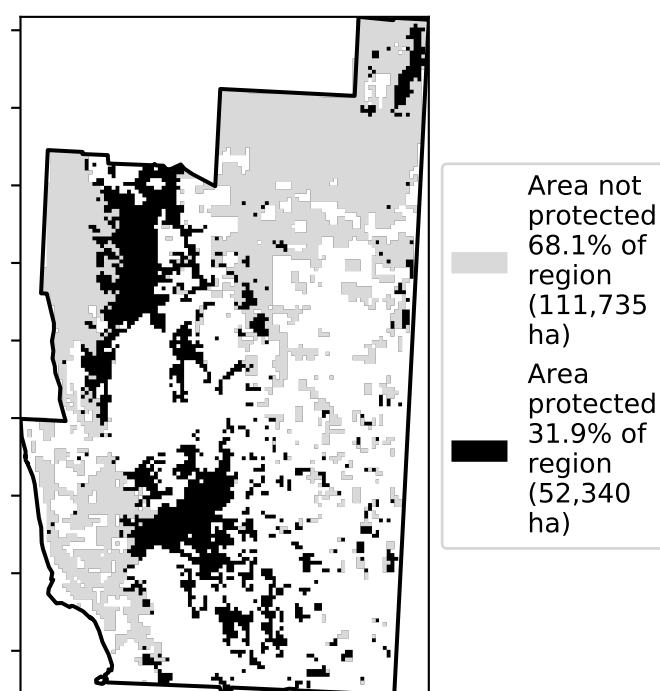 Area not
protected
68.1% of
region
(111,735
ha)
Area
protected
31.9% of
region
(52,340
ha)